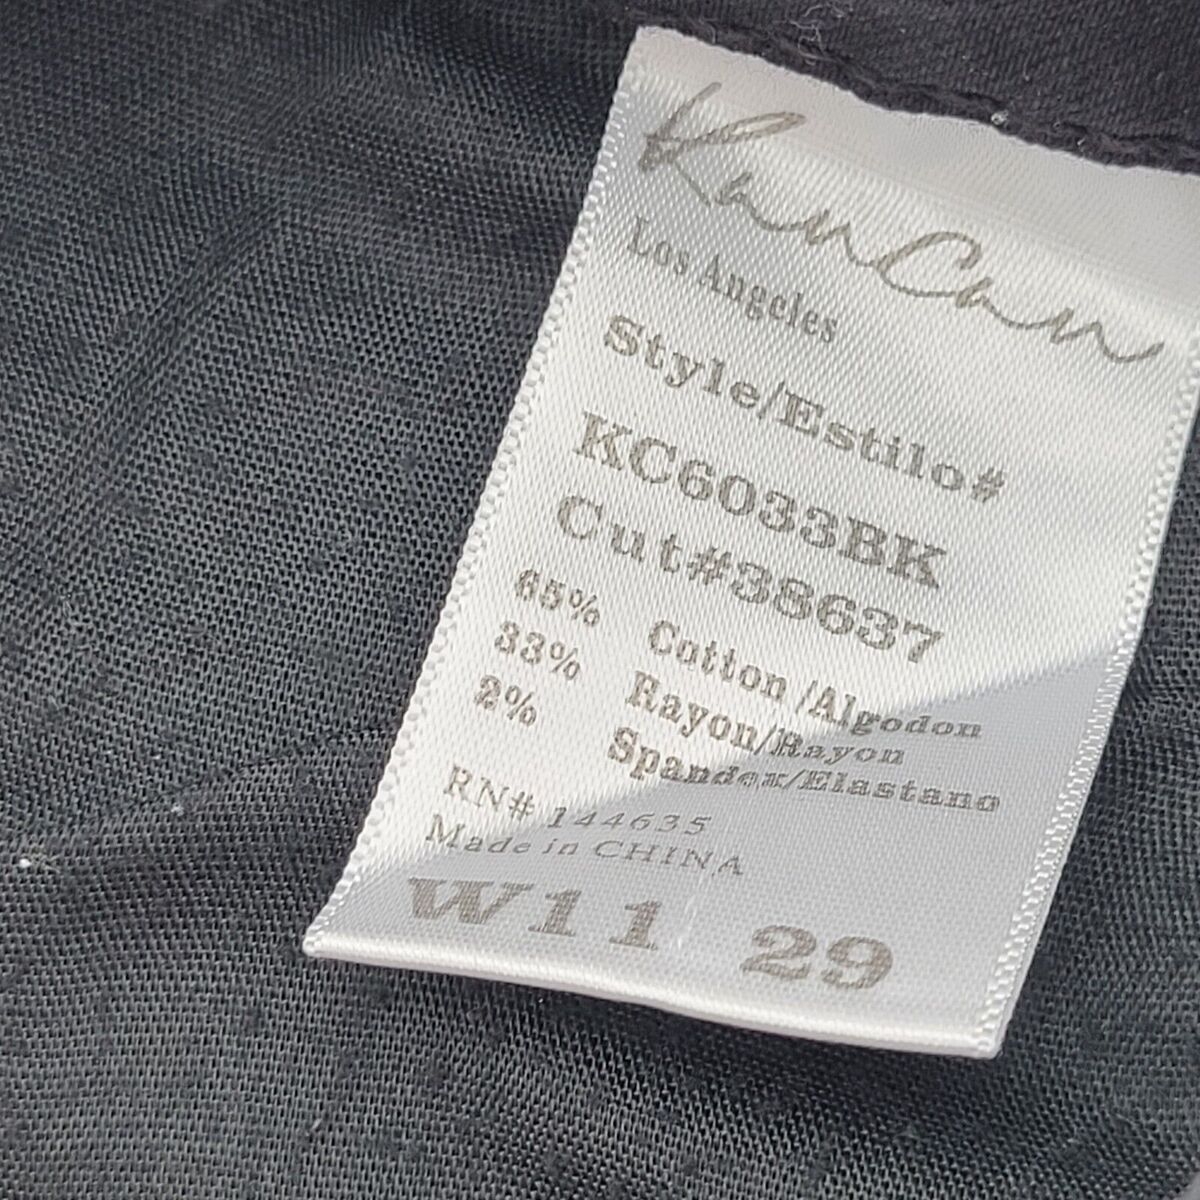 KanCan
Los Angeles
Style/Estilo#
KC6033BK
Cut#38637
65% Cotton /Algodon
33% Rayon/Rayon
2% Spandex/Elastano
RN# 144635
Made in CHINA
W11 29